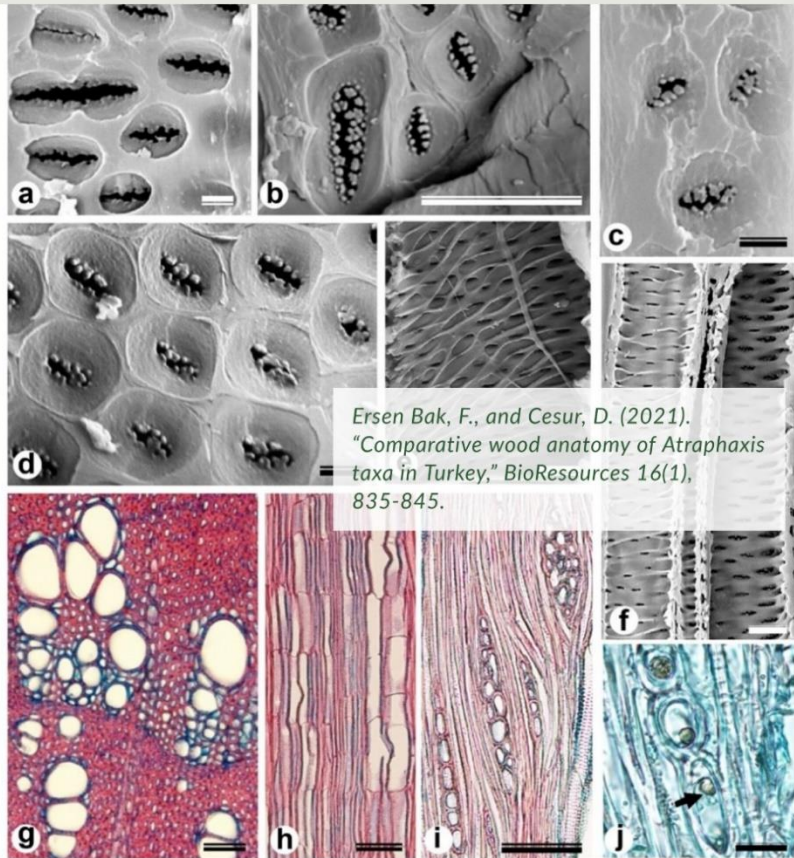 a
b
c
d
Ersen Bak, F., and Cesur, D. (2021).
"Comparative wood anatomy of Atraphaxis
taxa in Turkey," BioResources 16(1),
835-845.
f
g
h
i
j